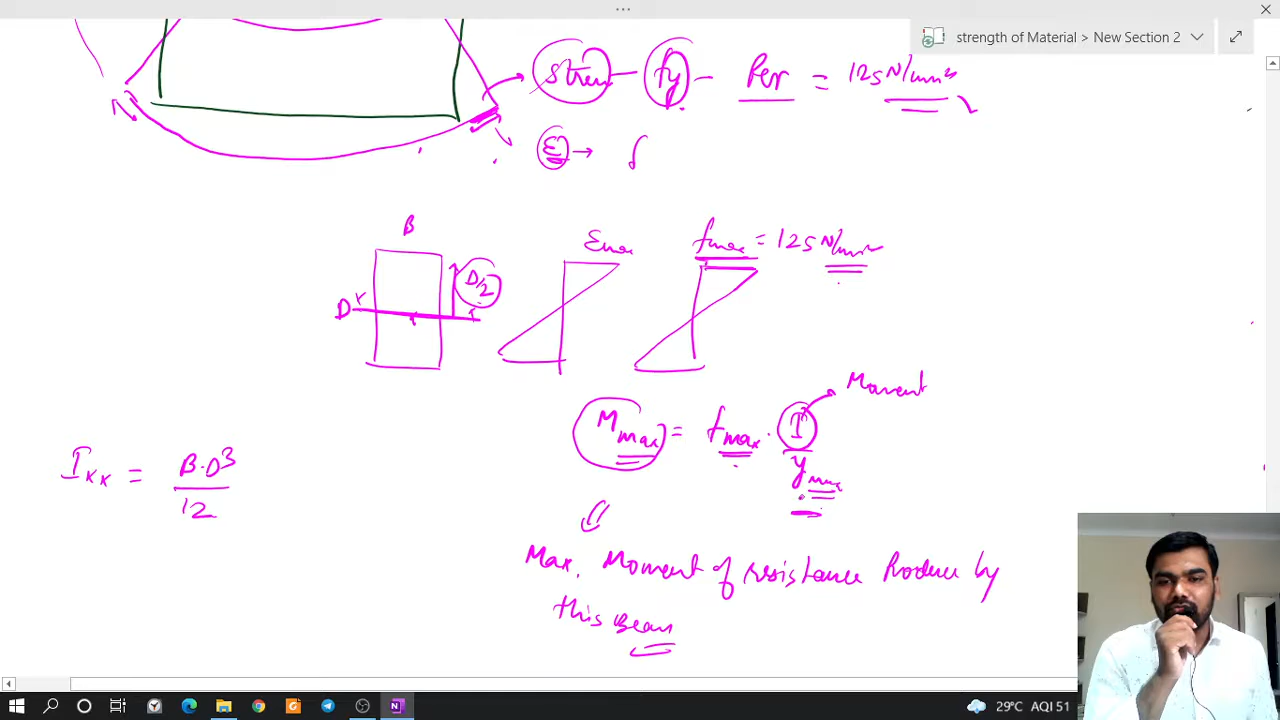 strength of Material > New Section 2
stress — fy — Per = 125 N/mm²
ε → f
B
εmax
fmax = 125 N/mm²
D/2
D
x
Moment
Mmax = fmax · I
ymax
Ixx = B·D³
12
Max. Moment of resistance Produce by
this Beam
29°C AQI 51